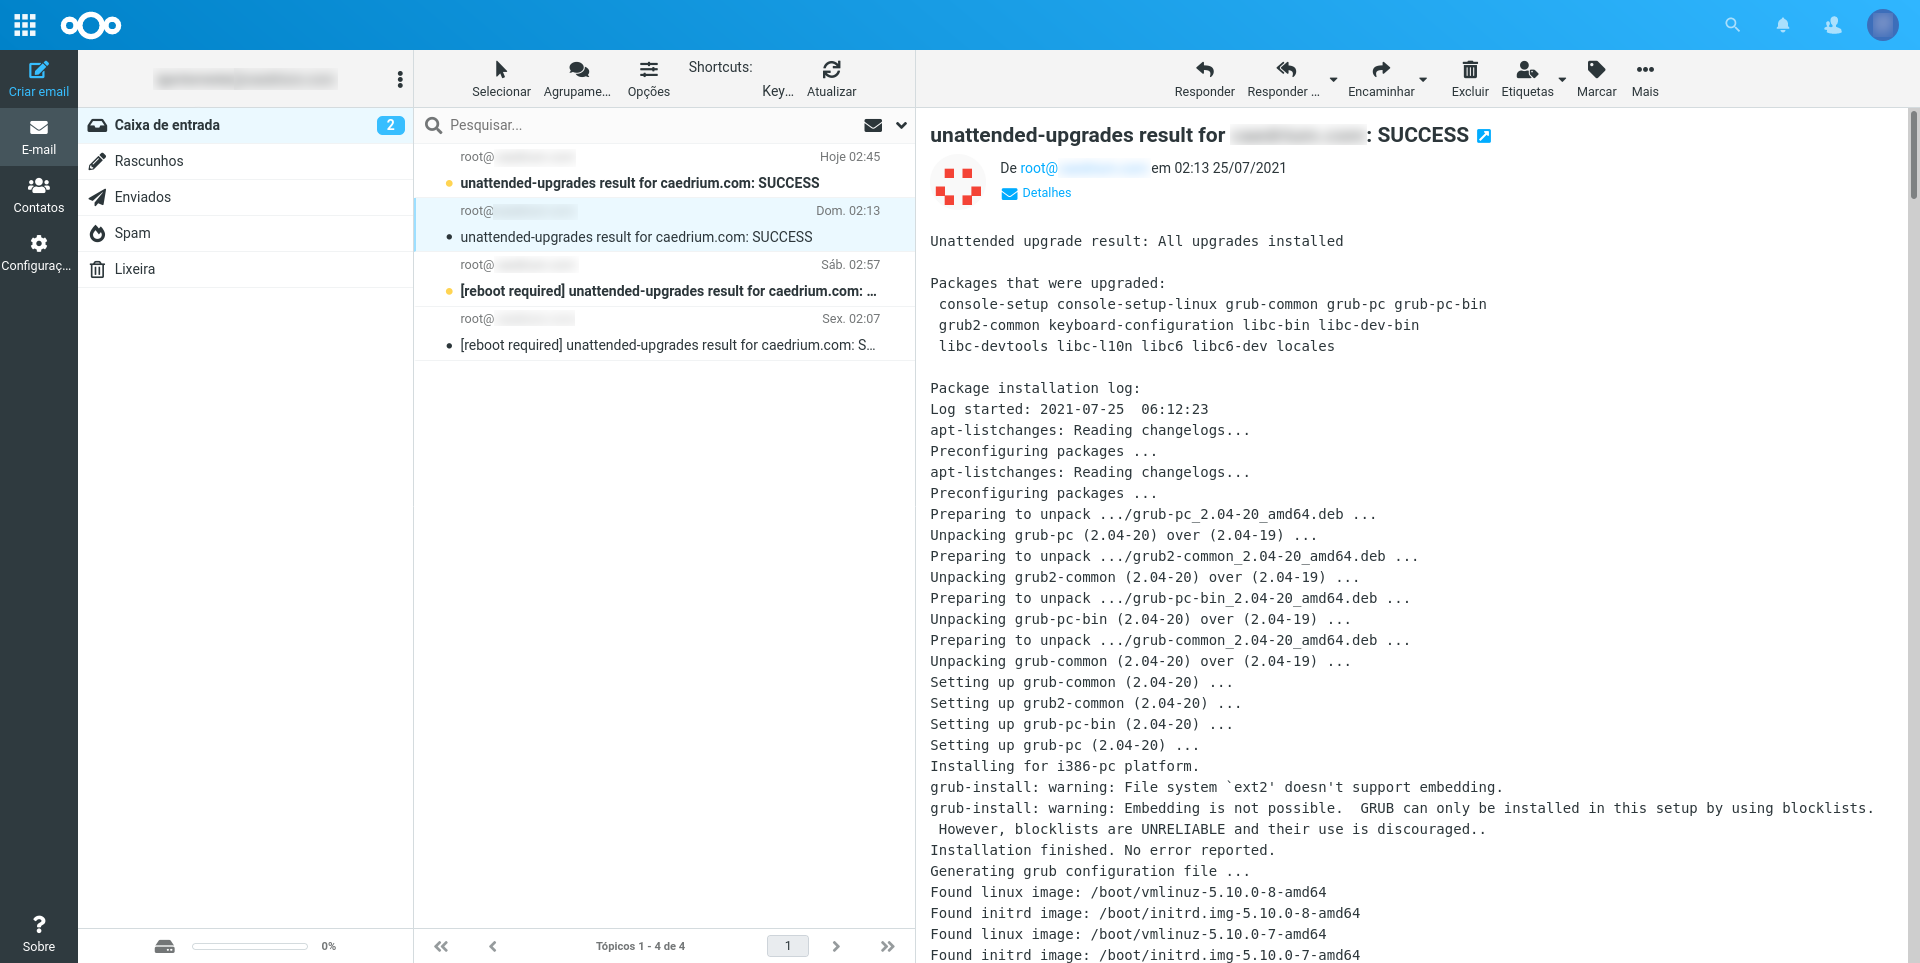 Criar email
E-mail
Contatos
Configuraç...
Sobre
Caixa de entrada 2
Rascunhos
Enviados
Spam
Lixeira
0%
Selecionar
Agrupame...
Opções
Shortcuts:
Key...
Atualizar
Pesquisar...
root@ Hoje 02:45
unattended-upgrades result for caedrium.com: SUCCESS
root@ Dom. 02:13
unattended-upgrades result for caedrium.com: SUCCESS
root@ Sáb. 02:57
[reboot required] unattended-upgrades result for caedrium.com: ...
root@ Sex. 02:07
[reboot required] unattended-upgrades result for caedrium.com: S...
Tópicos 1 - 4 de 4
1
Responder
Responder ...
Encaminhar
Excluir
Etiquetas
Marcar
Mais
unattended-upgrades result for : SUCCESS
De root@ em 02:13 25/07/2021
Detalhes
Unattended upgrade result: All upgrades installed
Packages that were upgraded:
console-setup console-setup-linux grub-common grub-pc grub-pc-bin
grub2-common keyboard-configuration libc-bin libc-dev-bin
libc-devtools libc-l10n libc6 libc6-dev locales
Package installation log:
Log started: 2021-07-25  06:12:23
apt-listchanges: Reading changelogs...
Preconfiguring packages ...
apt-listchanges: Reading changelogs...
Preconfiguring packages ...
Preparing to unpack .../grub-pc_2.04-20_amd64.deb ...
Unpacking grub-pc (2.04-20) over (2.04-19) ...
Preparing to unpack .../grub2-common_2.04-20_amd64.deb ...
Unpacking grub2-common (2.04-20) over (2.04-19) ...
Preparing to unpack .../grub-pc-bin_2.04-20_amd64.deb ...
Unpacking grub-pc-bin (2.04-20) over (2.04-19) ...
Preparing to unpack .../grub-common_2.04-20_amd64.deb ...
Unpacking grub-common (2.04-20) over (2.04-19) ...
Setting up grub-common (2.04-20) ...
Setting up grub2-common (2.04-20) ...
Setting up grub-pc-bin (2.04-20) ...
Setting up grub-pc (2.04-20) ...
Installing for i386-pc platform.
grub-install: warning: File system `ext2' doesn't support embedding.
grub-install: warning: Embedding is not possible.  GRUB can only be installed in this setup by using blocklists.
However, blocklists are UNRELIABLE and their use is discouraged..
Installation finished. No error reported.
Generating grub configuration file ...
Found linux image: /boot/vmlinuz-5.10.0-8-amd64
Found initrd image: /boot/initrd.img-5.10.0-8-amd64
Found linux image: /boot/vmlinuz-5.10.0-7-amd64
Found initrd image: /boot/initrd.img-5.10.0-7-amd64